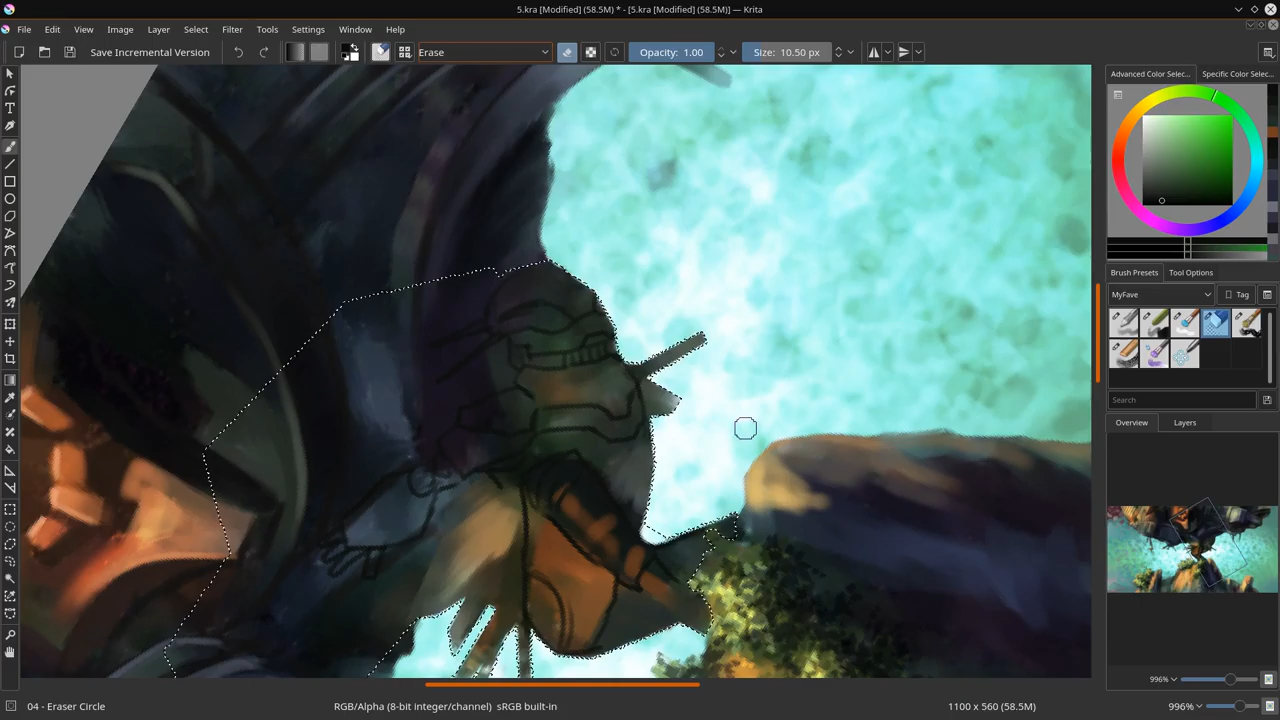 5.kra [Modified] (58.5M) * - [5.kra [Modified] (58.5M)] — Krita
File Edit View Image Layer Select Filter Tools Settings Window Help
Save Incremental Version
Erase
Opacity: 1.00
Size: 10.50 px
Advanced Color Selec...
Specific Color Selec...
Brush Presets
Tool Options
MyFave
Tag
Search
Overview
Layers
996%
04 - Eraser Circle
RGB/Alpha (8-bit integer/channel) sRGB built-in
1100 x 560 (58.5M)
996%